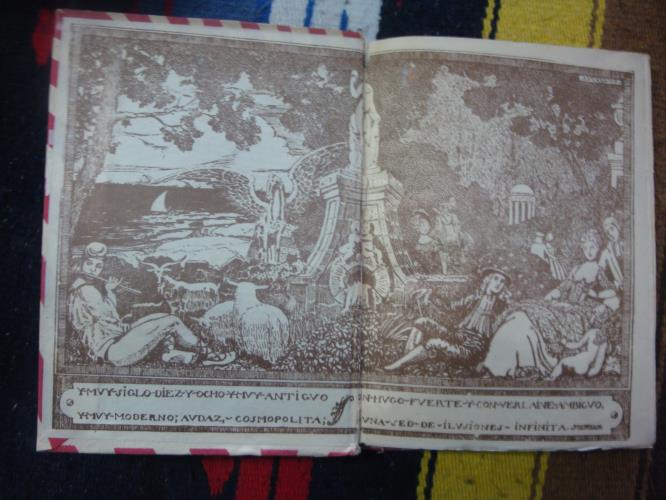 Y·MVY·SIGLO·DIEZ·Y·OCHO·Y·MVY·ANTIGVO
Y·MVY·MODERNO; AVDAZ,·COSMOPOLITA;
ON·HVGO·FVERTE·Y·CON·VERLAINE·AMBIGVO,
VNA·SED·DE·ILVSIONES·INFINITA